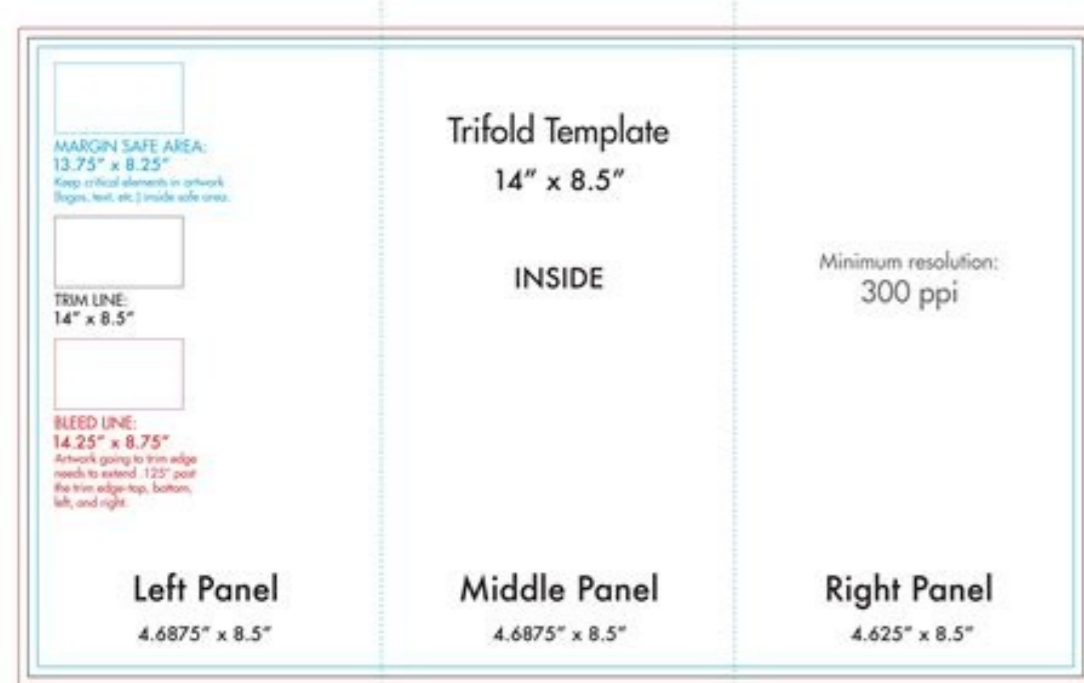 MARGIN SAFE AREA:
13.75" x 8.25"
Keep critical elements in artwork
(logos, text, etc.) inside safe area.
TRIM LINE:
14" x 8.5"
BLEED LINE:
14.25" x 8.75"
Artwork going to trim edge
needs to extend .125" past
the trim edge-top, bottom,
left, and right.
Left Panel
4.6875" x 8.5"
Trifold Template
14" x 8.5"
INSIDE
Middle Panel
4.6875" x 8.5"
Minimum resolution:
300 ppi
Right Panel
4.625" x 8.5"